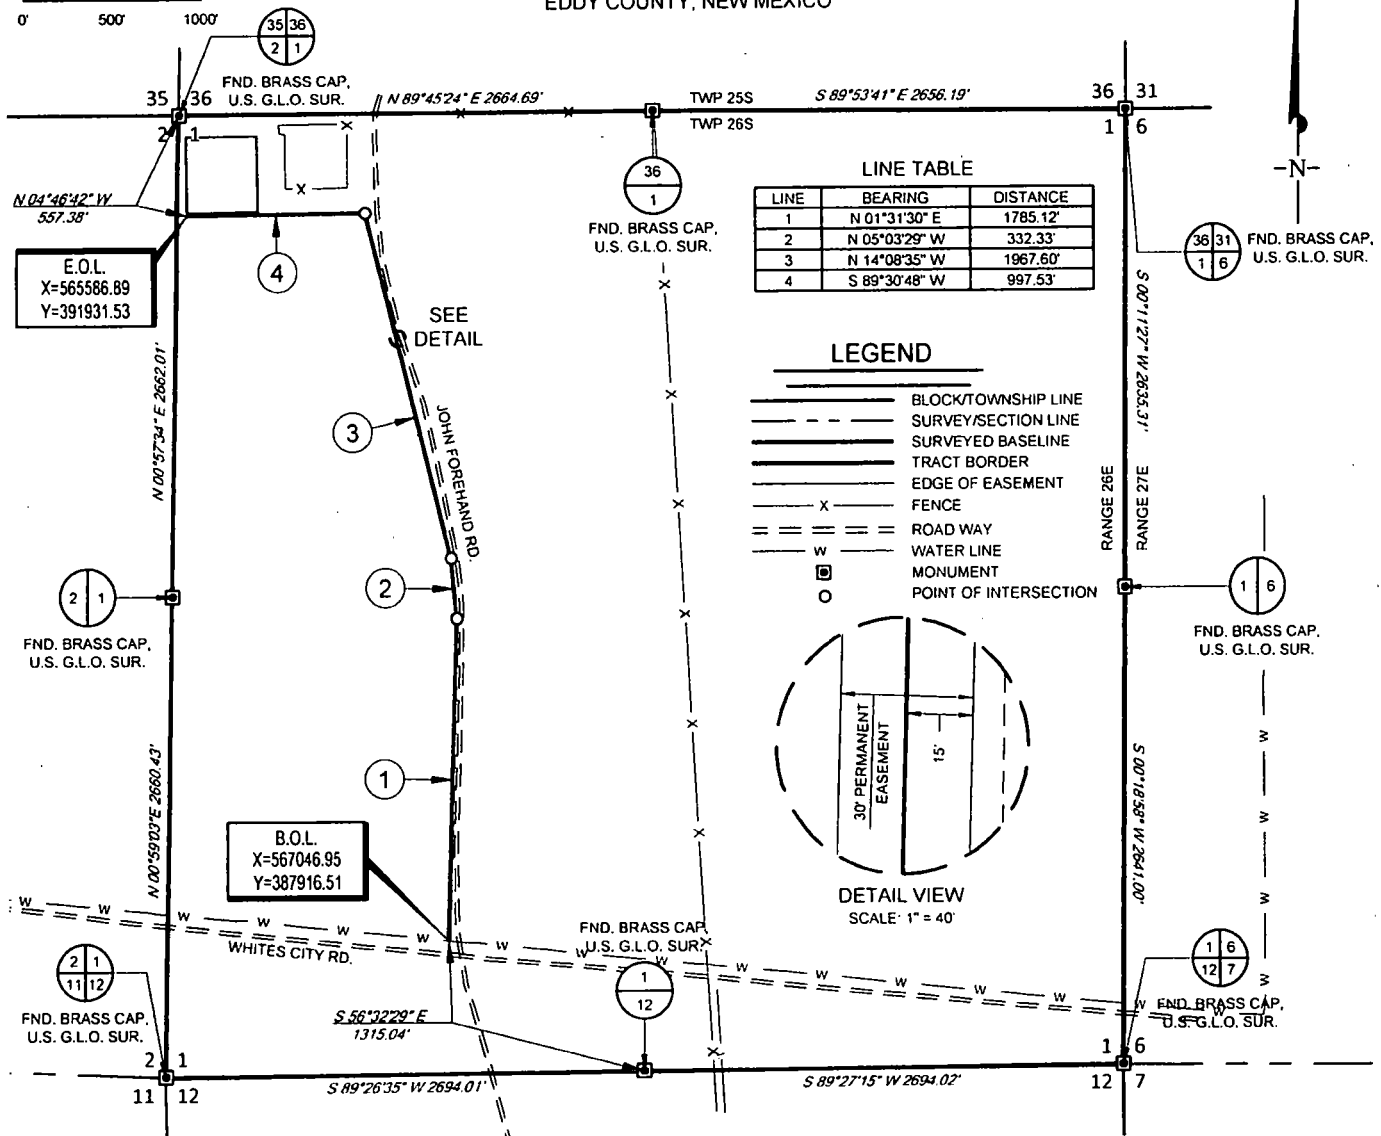 EDDY COUNTY, NEW MEXICO
0' 500' 1000'
35 36
2 1
FND. BRASS CAP,
U.S. G.L.O. SUR.
35 36
2 1
N 89°45'24" E 2664.69'
TWP 25S
TWP 26S
S 89°53'41" E 2656.19'
36 31
1 6
-N-
36
1
FND. BRASS CAP,
U.S. G.L.O. SUR.
36 31
1 6
FND. BRASS CAP,
U.S. G.L.O. SUR.
LINE TABLE
LINE BEARING DISTANCE
1 N 01°31'30" E 1785.12'
2 N 05°03'29" W 332.33'
3 N 14°08'35" W 1967.60'
4 S 89°30'48" W 997.53'
N 04°46'42" W
557.38'
E.O.L.
X=565586.89
Y=391931.53
4
SEE
DETAIL
3
JOHN FOREHAND RD.
N 00°57'34" E 2662.01'
S 00°11'27" W 2635.31'
LEGEND
BLOCK/TOWNSHIP LINE
SURVEY/SECTION LINE
SURVEYED BASELINE
TRACT BORDER
EDGE OF EASEMENT
X FENCE
ROAD WAY
W WATER LINE
MONUMENT
POINT OF INTERSECTION
RANGE 26E
RANGE 27E
2 1
FND. BRASS CAP,
U.S. G.L.O. SUR.
2
1 6
FND. BRASS CAP,
U.S. G.L.O. SUR.
30' PERMANENT
EASEMENT
15'
DETAIL VIEW
SCALE: 1" = 40'
1
N 00°59'03" E 2660.43'
S 00°18'58" W 2641.00'
B.O.L.
X=567046.95
Y=387916.51
WHITES CITY RD.
FND. BRASS CAP,
U.S. G.L.O. SUR.
1
12
2 1
11 12
FND. BRASS CAP,
U.S. G.L.O. SUR.
1 6
12 7
FND. BRASS CAP,
U.S. G.L.O. SUR.
S 56°32'29" E
1315.04'
2 1
11 12
S 89°26'35" W 2694.01'
S 89°27'15" W 2694.02'
1 6
12 7